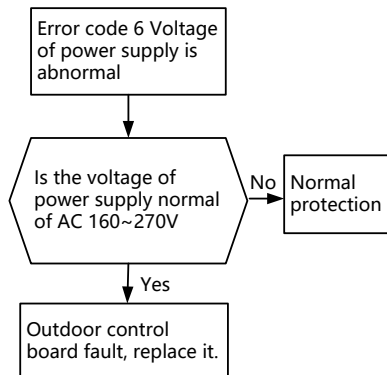 Error code 6 Voltage
of power supply is
abnormal
Is the voltage of
power supply normal
of AC 160~270V
No
Normal
protection
Yes
Outdoor control
board fault, replace it.